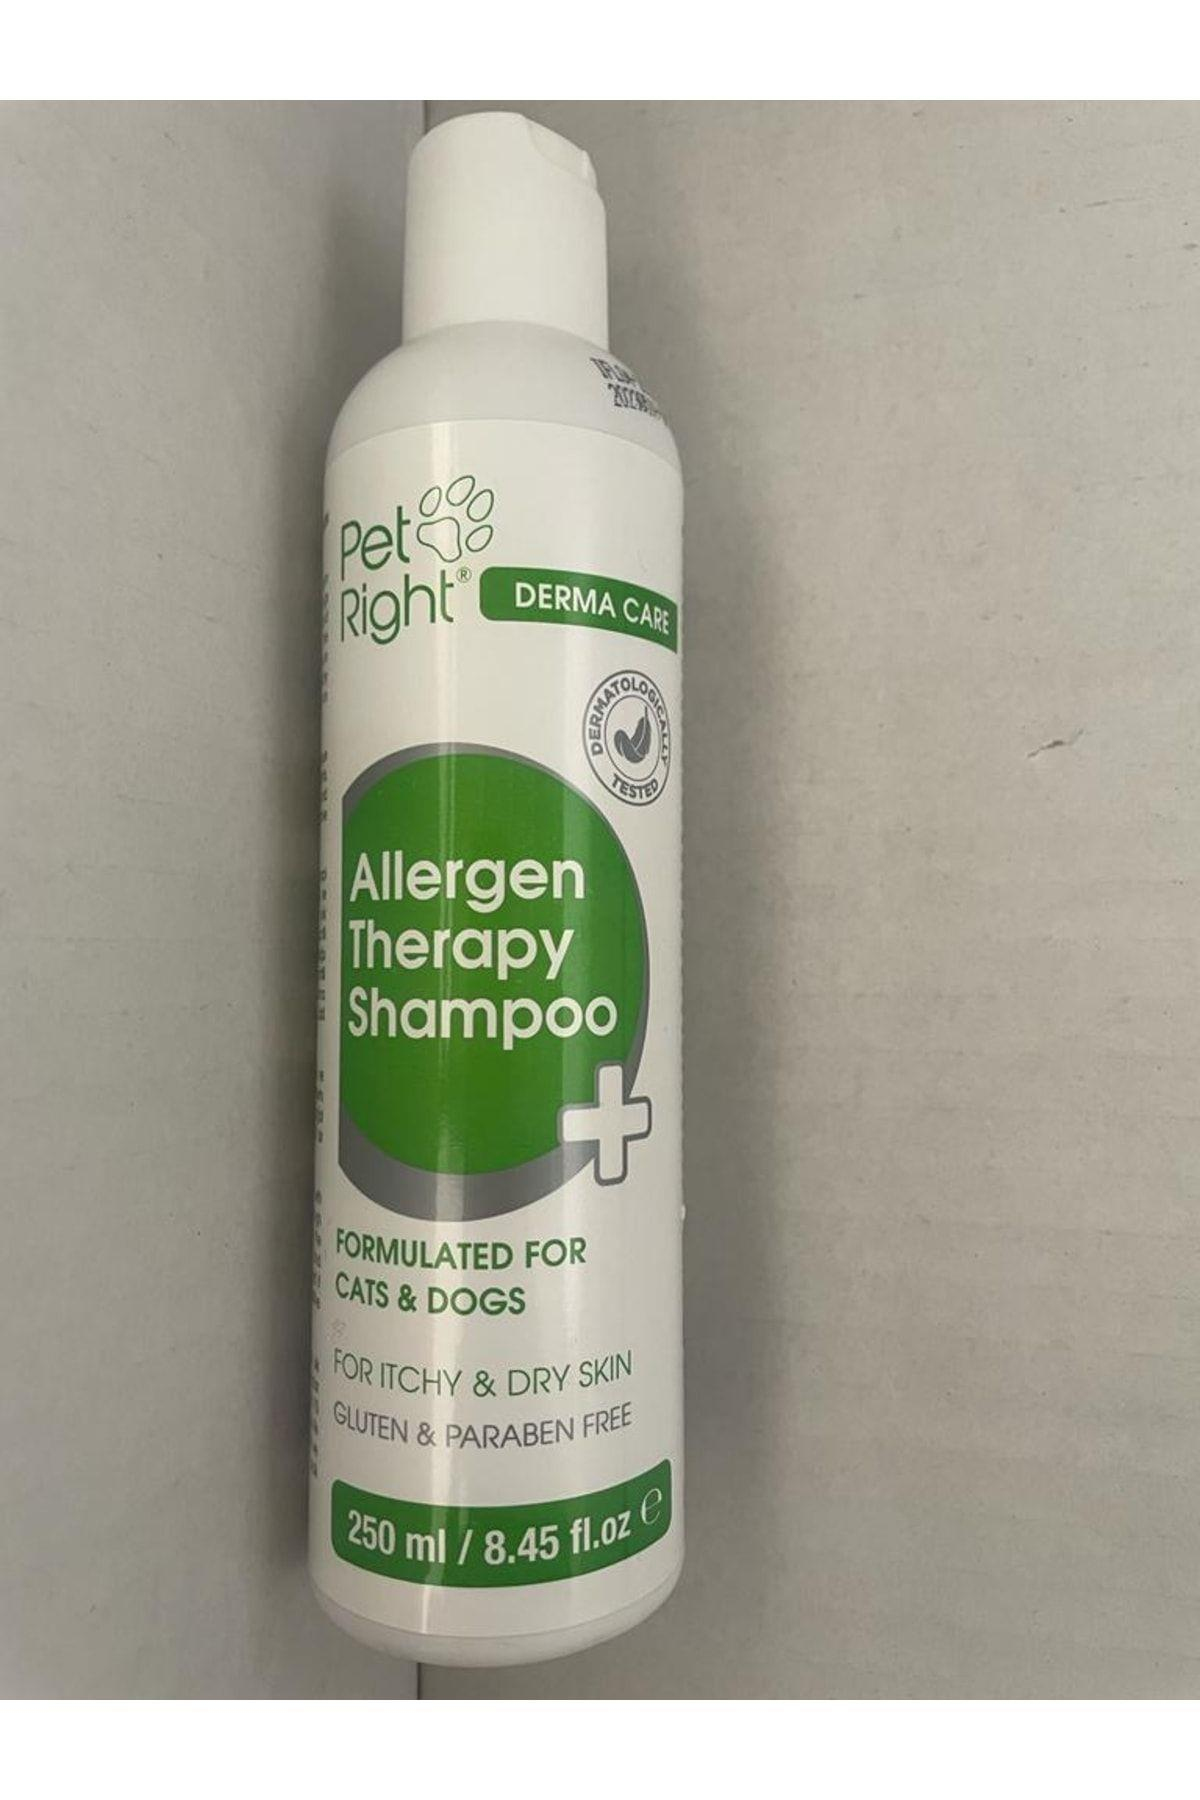 Pet
Right®
DERMA CARE
DERMATOLOGICALLY
TESTED
Allergen
Therapy
Shampoo
FORMULATED FOR
CATS & DOGS
FOR ITCHY & DRY SKIN
GLUTEN & PARABEN FREE
250 ml / 8.45 fl.oz ℮